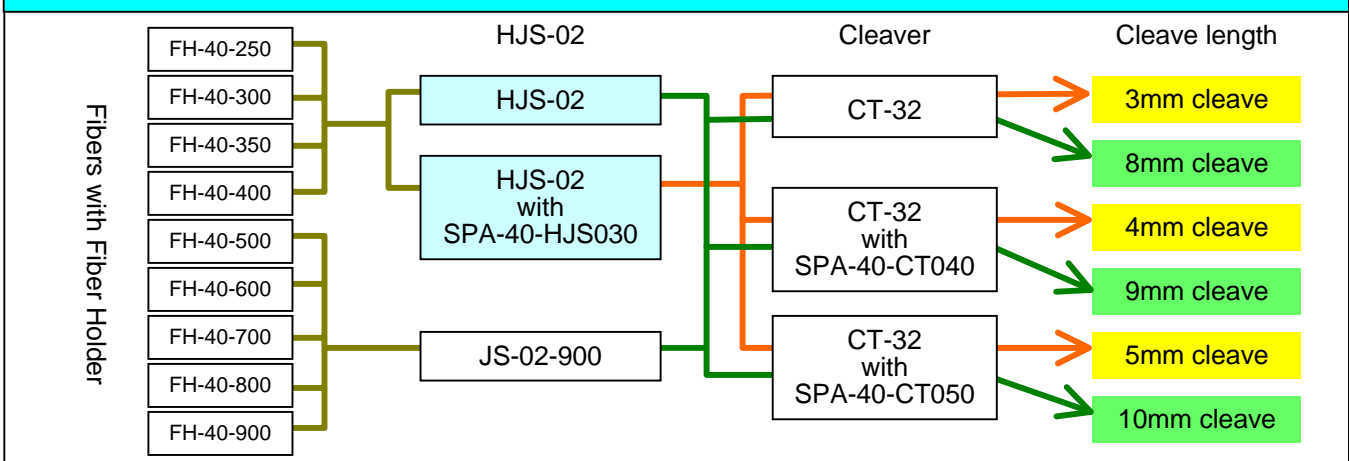 Fibers with Fiber Holder
FH-40-250
FH-40-300
FH-40-350
FH-40-400
FH-40-500
FH-40-600
FH-40-700
FH-40-800
FH-40-900
HJS-02
HJS-02
HJS-02
with
SPA-40-HJS030
JS-02-900
Cleaver
CT-32
CT-32
with
SPA-40-CT040
CT-32
with
SPA-40-CT050
Cleave length
3mm cleave
8mm cleave
4mm cleave
9mm cleave
5mm cleave
10mm cleave